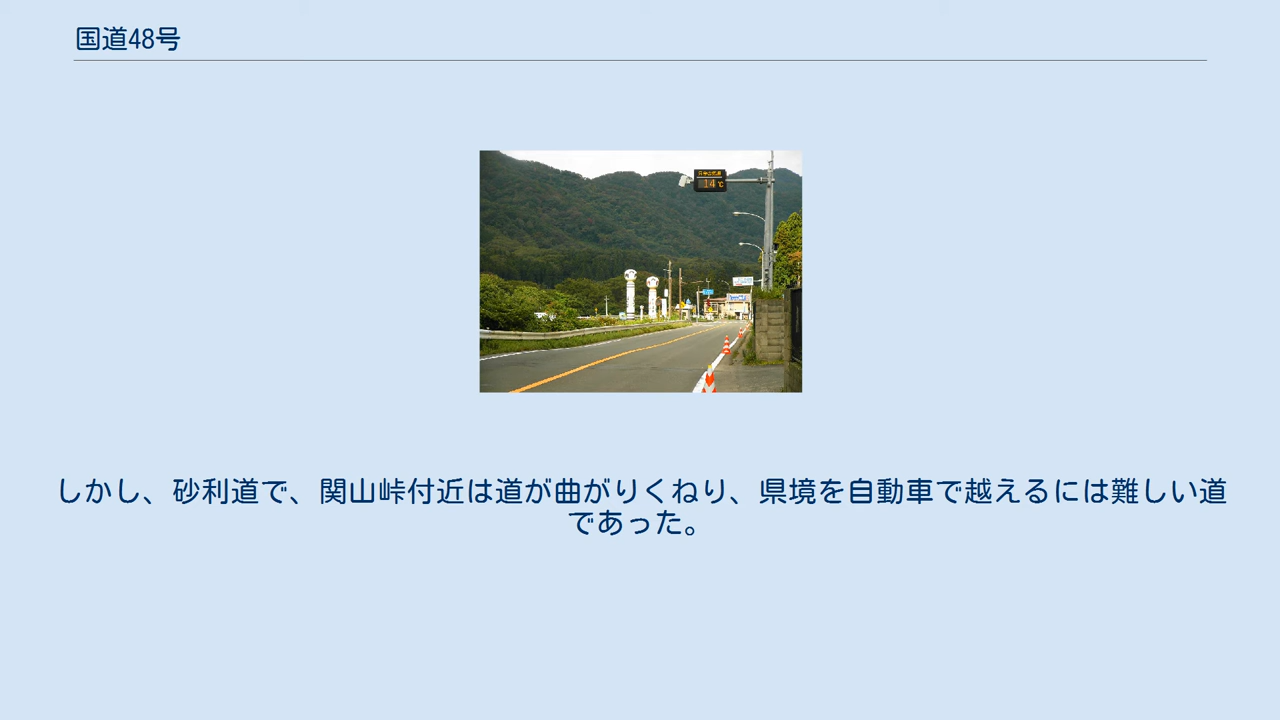 国道48号
14℃
しかし、砂利道で、関山峠付近は道が曲がりくねり、県境を自動車で越えるには難しい道
であった。